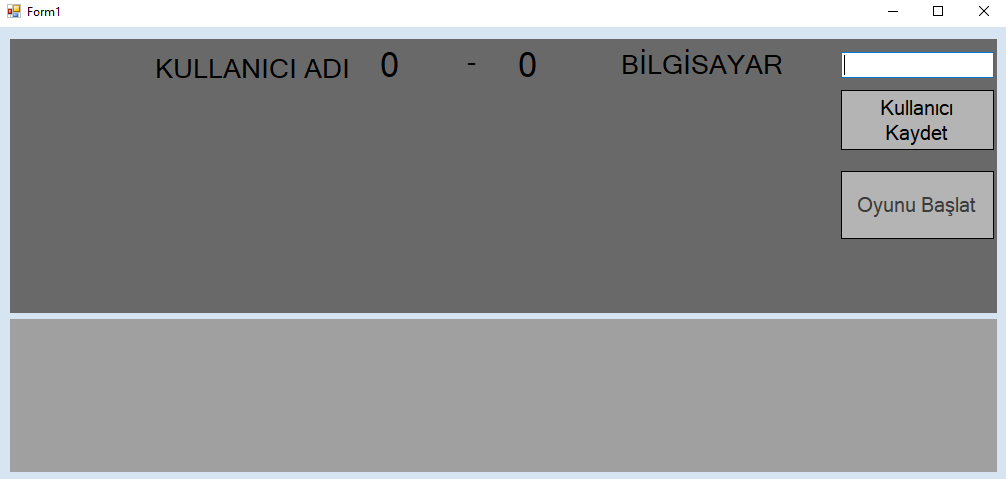 Form1
KULLANICI ADI 0 - 0 BİLGİSAYAR
Kullanıcı
Kaydet
Oyunu Başlat